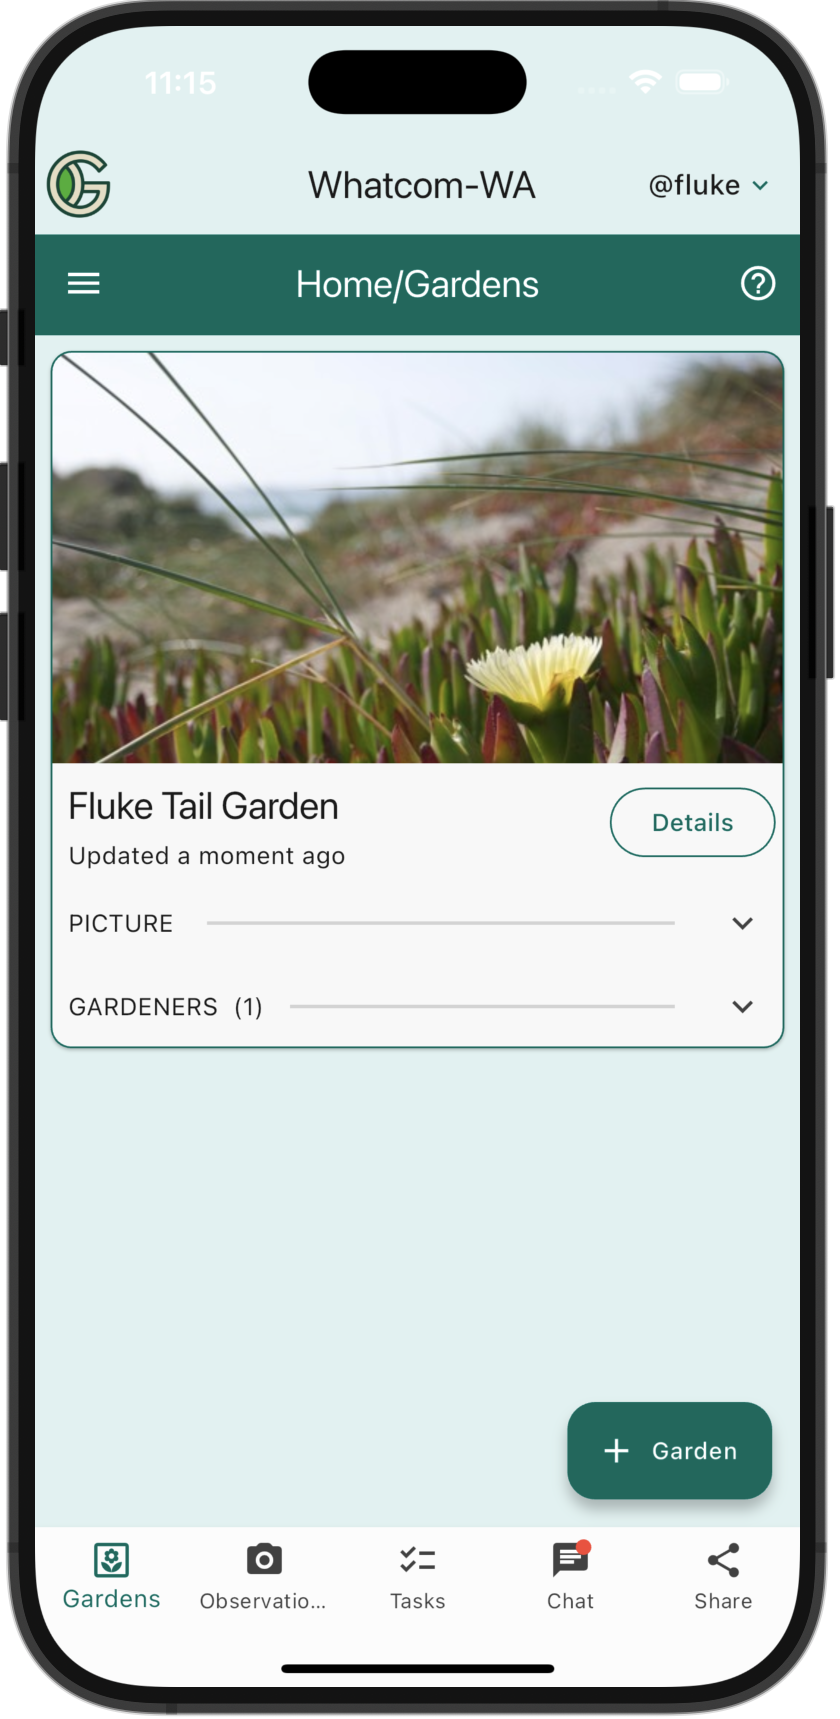 11:15
Whatcom-WA
@fluke
Home/Gardens
Fluke Tail Garden
Details
Updated a moment ago
PICTURE
GARDENERS (1)
+ Garden
Gardens
Observatio...
Tasks
Chat
Share